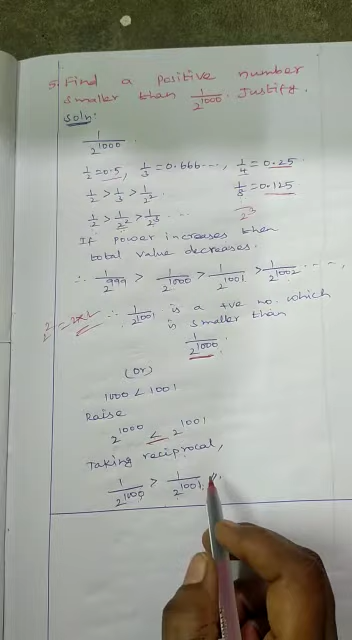 5. Find a positive number
smaller than 1/2^1000. Justify.
Soln:
1/2^1000.
1/2 = 0.5, 1/3 = 0.666..., 1/4 = 0.25
1/2 > 1/3 > 1/2^2 1/8 = 0.125
1/2 > 1/2^2 > 1/2^3 ... 2^3
If power increases then
total value decreases.
∴ 1/2^999 > 1/2^1000 > 1/2^1001 > 1/2^1002 ....,
∴ 1/2^1001 is a +ve no. which
is smaller than
1/2^1000.
(Or)
1000 < 1001
Raise
2^1000 < 2^1001
Taking reciprocal,
1/2^1000 > 1/2^1001 //.